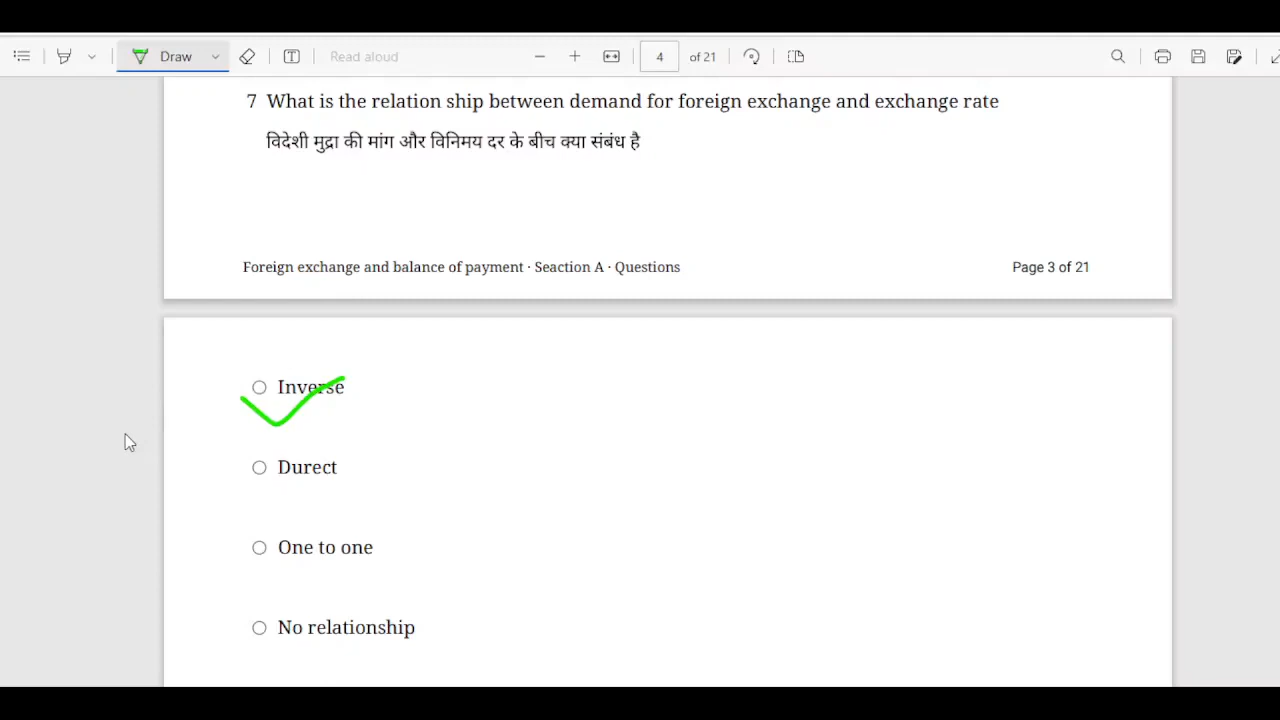 Draw
Read aloud
4
of 21
7 What is the relation ship between demand for foreign exchange and exchange rate
विदेशी मुद्रा की मांग और विनिमय दर के बीच क्या संबंध है
Foreign exchange and balance of payment · Seaction A · Questions
Page 3 of 21
Inverse
Durect
One to one
No relationship